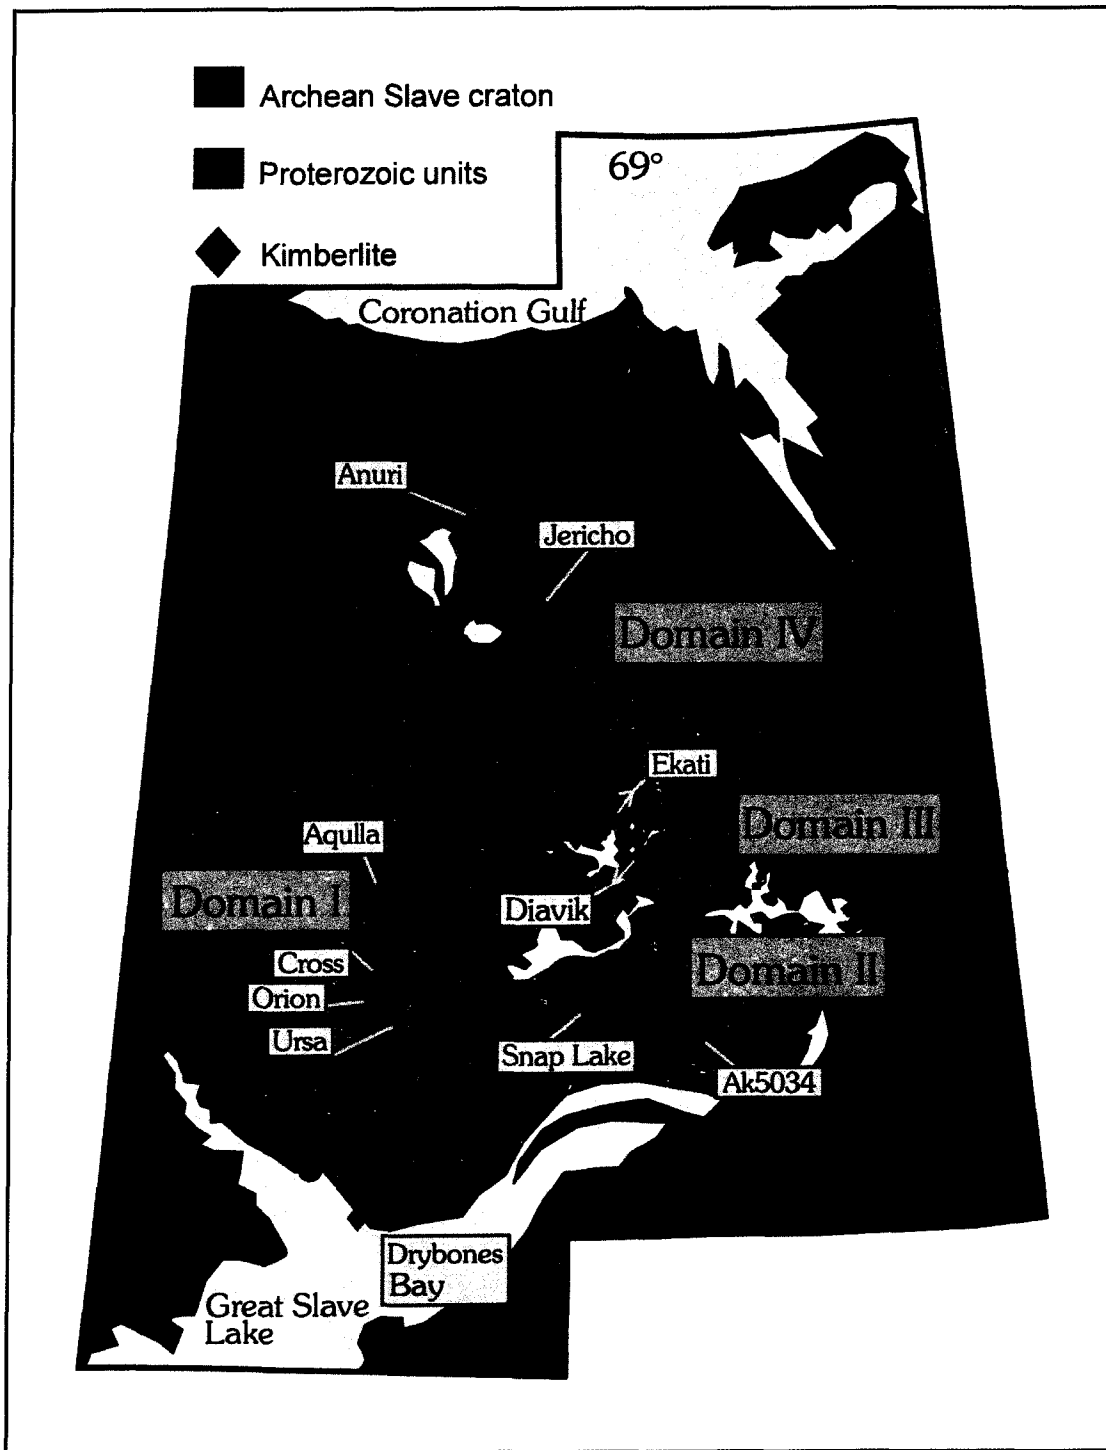 Archean Slave craton
Proterozoic units
Kimberlite
69°
Coronation Gulf
Anuri
Jericho
Domain IV
Ekati
Domain III
Aqulla
Domain I
Diavik
Domain II
Cross
Orion
Ursa
Snap Lake
Ak5034
Drybones
Bay
Great Slave
Lake